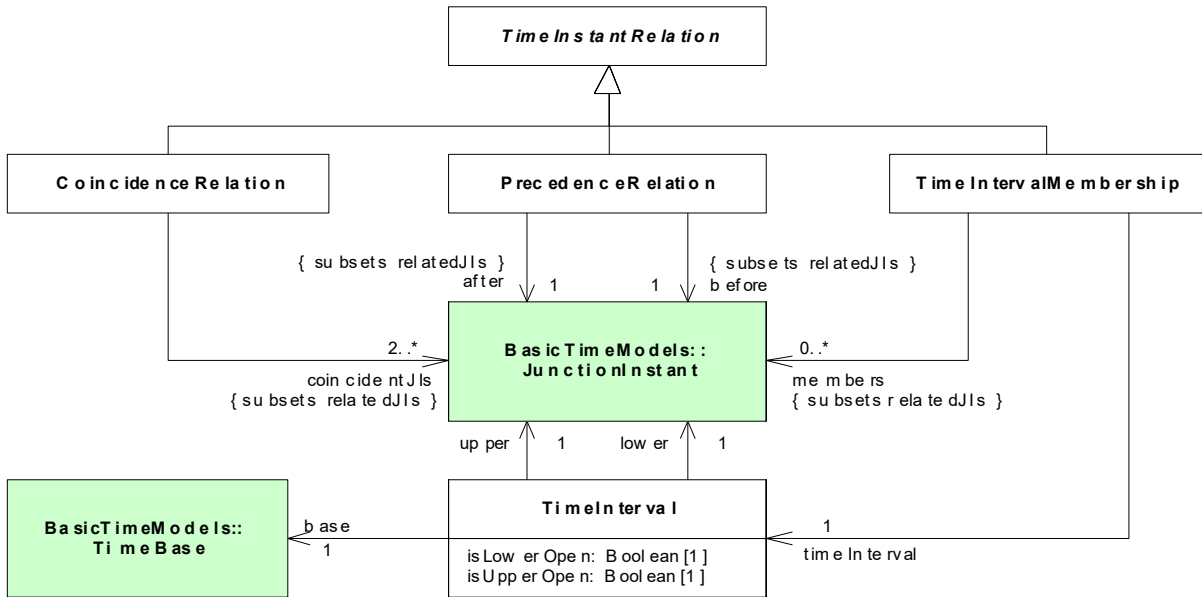 TimeInstantRelation
CoincidenceRelation
PrecedenceRelation
TimeIntervalMembership
{ subsets relatedJIs }
after
1
1
{ subsets relatedJIs }
before
2..*
coincidentJIs
{ subsets relatedJIs }
BasicTimeModels::
JunctionInstant
0..*
members
{ subsets relatedJIs }
upper
1
lower
1
BasicTimeModels::
TimeBase
base
1
TimeInterval
isLowerOpen: Boolean[1]
isUpperOpen: Boolean[1]
1
timeInterval